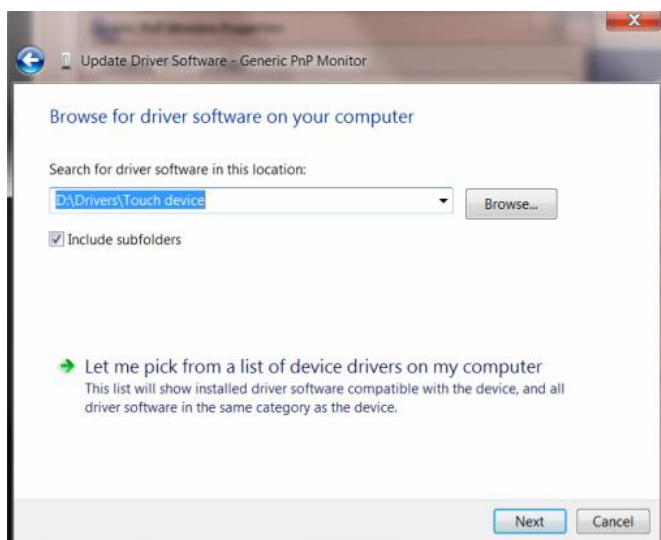 Update Driver Software - Generic PnP Monitor
Browse for driver software on your computer
Search for driver software in this location:
D:\Drivers\Touch device
Browse...
Include subfolders
Let me pick from a list of device drivers on my computer
This list will show installed driver software compatible with the device, and all
driver software in the same category as the device.
Next
Cancel